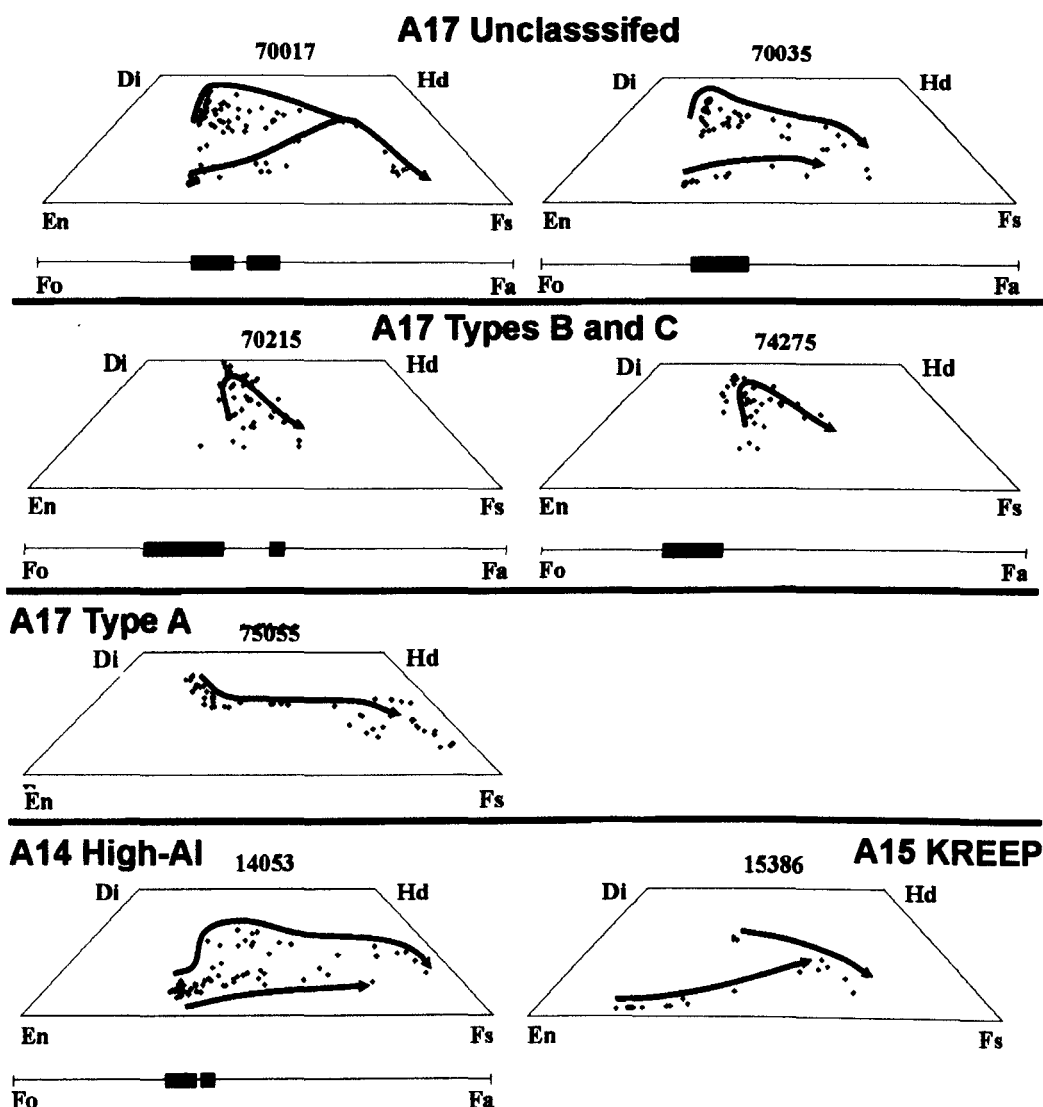 A17 Unclasssifed
70017
70035
Di
Hd
Di
Hd
En
Fs
En
Fs
Fo
Fa
Fo
Fa
A17 Types B and C
70215
74275
Di
Hd
Di
Hd
En
Fs
En
Fs
Fo
Fa
Fo
Fa
A17 Type A
75055
Di
Hd
En
Fs
A14 High-Al
14053
15386
A15 KREEP
Di
Hd
Di
Hd
En
Fs
En
Fs
Fo
Fa